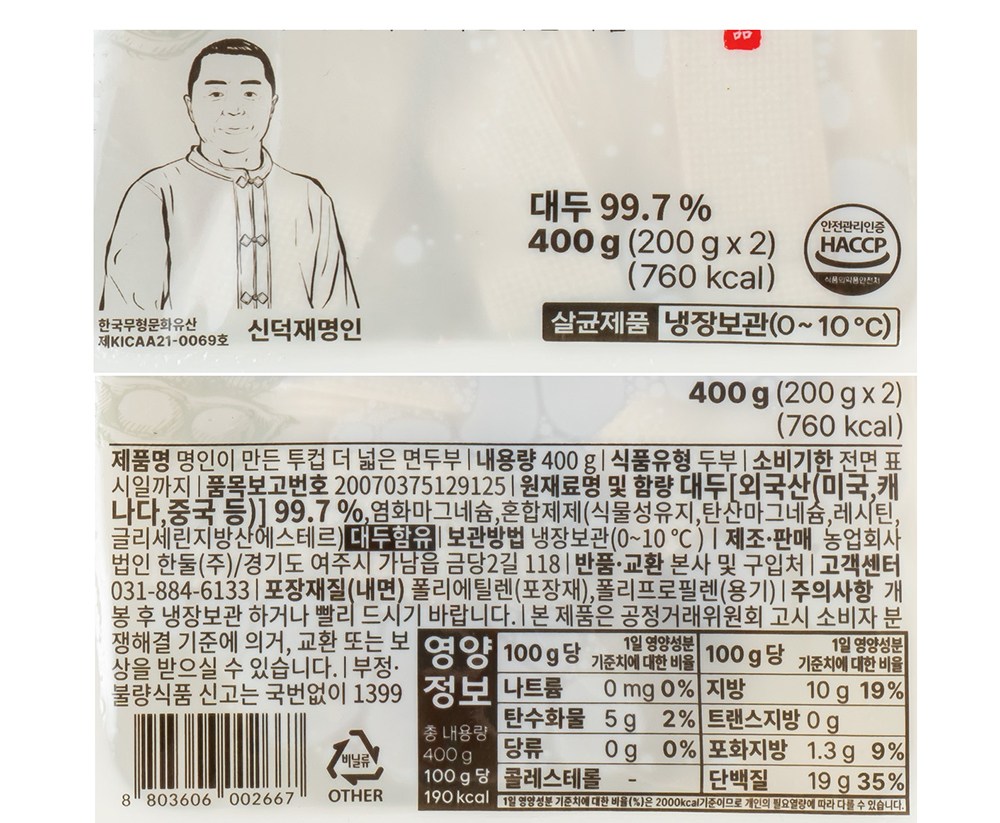 品
대두 99.7 %
400 g (200 g x 2)
(760 kcal)
안전관리인증
HACCP
식품의약품안전처
한국무형문화유산
제KICAA21-0069호
신덕재명인
살균제품 냉장보관(0~10 ℃)
400 g (200 g x 2)
(760 kcal)
제품명 명인이 만든 투컵 더 넓은 면두부 | 내용량 400 g | 식품유형 두부 | 소비기한 전면 표
시일까지 | 품목보고번호 20070375129125 | 원재료명 및 함량 대두[외국산(미국,캐
나다,중국 등)] 99.7 %,염화마그네슘,혼합제제(식물성유지,탄산마그네슘,레시틴,
글리세린지방산에스테르) 대두함유 | 보관방법 냉장보관(0~10 ℃) | 제조·판매 농업회사
법인 한둘(주)/경기도 여주시 가남읍 금당2길 118 | 반품·교환 본사 및 구입처 | 고객센터
031-884-6133 | 포장재질(내면) 폴리에틸렌(포장재),폴리프로필렌(용기) | 주의사항 개
봉 후 냉장보관 하거나 빨리 드시기 바랍니다. | 본 제품은 공정거래위원회 고시 소비자 분
쟁해결 기준에 의거, 교환 또는 보
상을 받으실 수 있습니다. | 부정·
불량식품 신고는 국번없이 1399
영양
정보
총 내용량
400 g
100 g 당
190 kcal
100 g당 1일 영양성분 기준치에 대한 비율 100 g당 1일 영양성분 기준치에 대한 비율
나트륨 0 mg 0% 지방 10 g 19%
탄수화물 5 g 2% 트랜스지방 0 g
당류 0 g 0% 포화지방 1.3 g 9%
콜레스테롤 - 단백질 19 g 35%
1일 영양성분 기준치에 대한 비율(%)은 2000kcal기준이므로 개인의 필요열량에 따라 다를 수 있습니다.
비닐류
OTHER
8 803606 002667